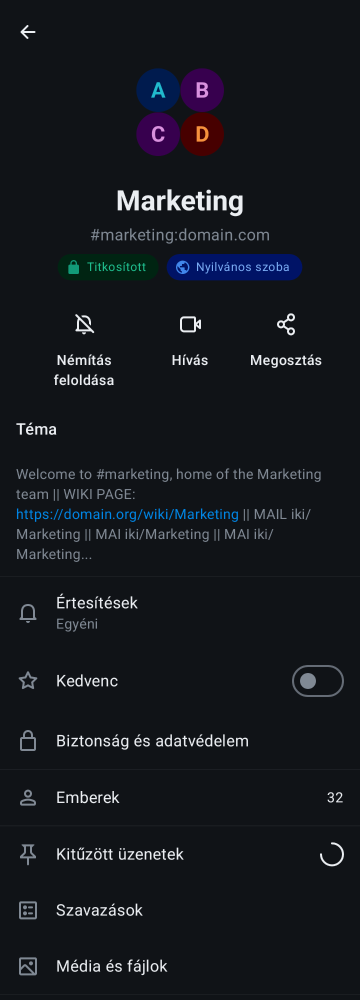 A B
C D
Marketing
#marketing:domain.com
Titkosított Nyilvános szoba
Némítás feloldása Hívás Megosztás
Téma
Welcome to #marketing, home of the Marketing
team || WIKI PAGE:
https://domain.org/wiki/Marketing || MAIL iki/
Marketing || MAI iki/Marketing || MAI iki/
Marketing...
Értesítések
Egyéni
Kedvenc
Biztonság és adatvédelem
Emberek 32
Kitűzött üzenetek
Szavazások
Média és fájlok